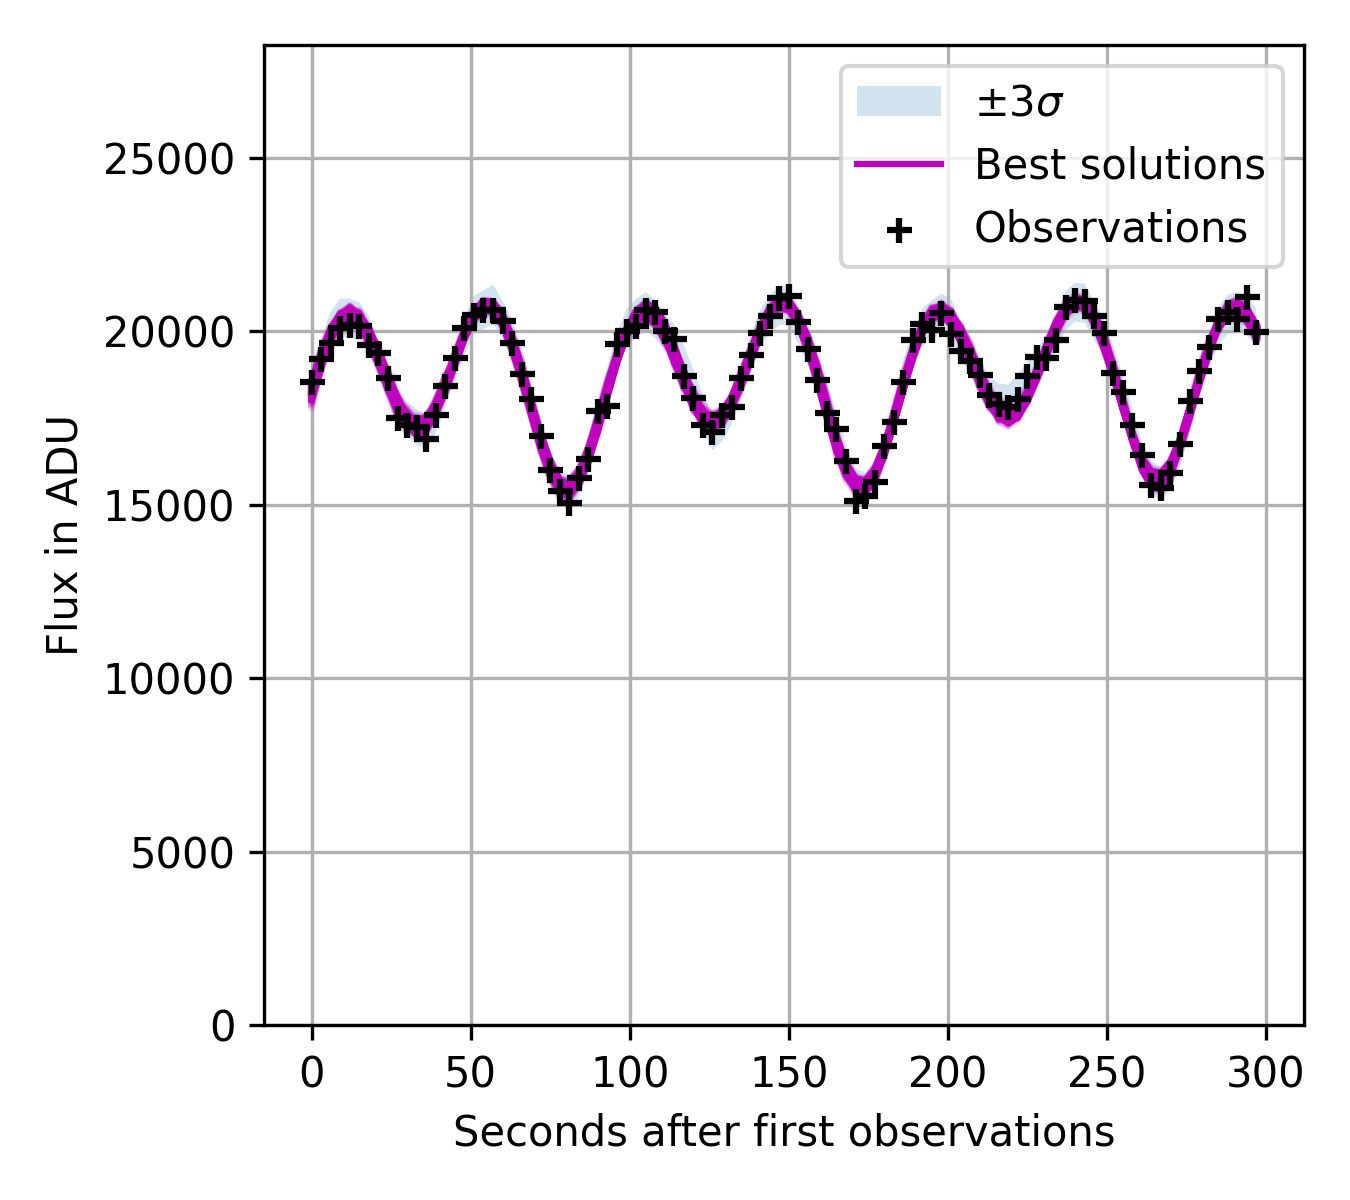 ±3σ
Best solutions
Observations
25000
20000
15000
10000
5000
0
Flux in ADU
0 50 100 150 200 250 300
Seconds after first observations